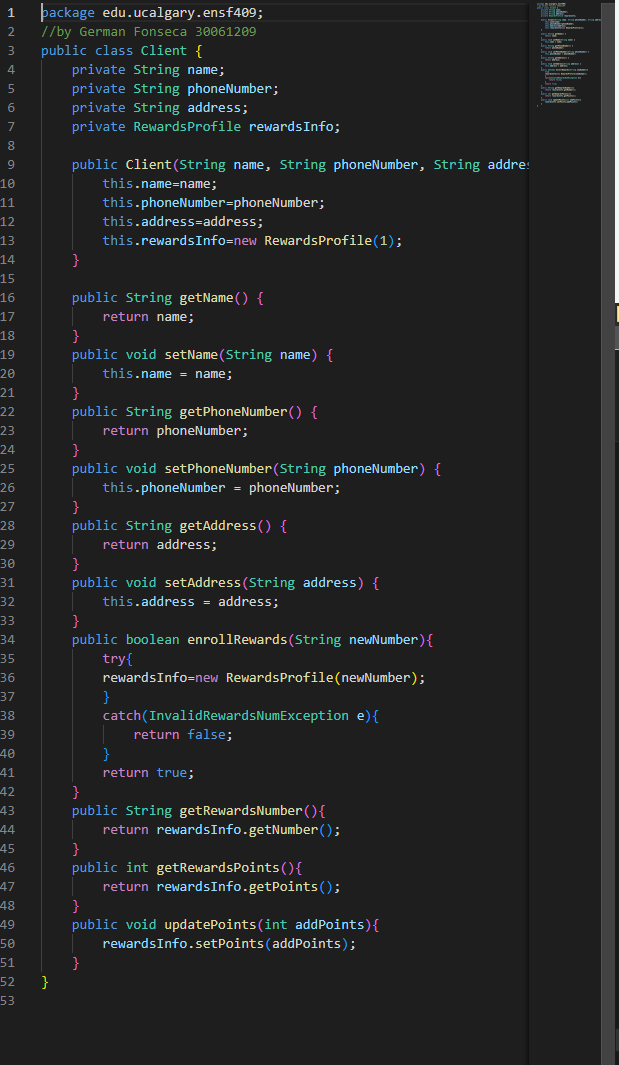 1 package edu.ucalgary.ensf409;
2 //by German Fonseca 30061209
3 public class Client {
4 private String name;
5 private String phoneNumber;
6 private String address;
7 private RewardsProfile rewardsInfo;
8
9 public Client(String name, String phoneNumber, String addres
10 this.name=name;
11 this.phoneNumber=phoneNumber;
12 this.address=address;
13 this.rewardsInfo=new RewardsProfile(1);
14 }
15
16 public String getName() {
17 return name;
18 }
19 public void setName(String name) {
20 this.name = name;
21 }
22 public String getPhoneNumber() {
23 return phoneNumber;
24 }
25 public void setPhoneNumber(String phoneNumber) {
26 this.phoneNumber = phoneNumber;
27 }
28 public String getAddress() {
29 return address;
30 }
31 public void setAddress(String address) {
32 this.address = address;
33 }
34 public boolean enrollRewards(String newNumber){
35 try{
36 rewardsInfo=new RewardsProfile(newNumber);
37 }
38 catch(InvalidRewardsNumException e){
39 return false;
40 }
41 return true;
42 }
43 public String getRewardsNumber(){
44 return rewardsInfo.getNumber();
45 }
46 public int getRewardsPoints(){
47 return rewardsInfo.getPoints();
48 }
49 public void updatePoints(int addPoints){
50 rewardsInfo.setPoints(addPoints);
51 }
52 }
53